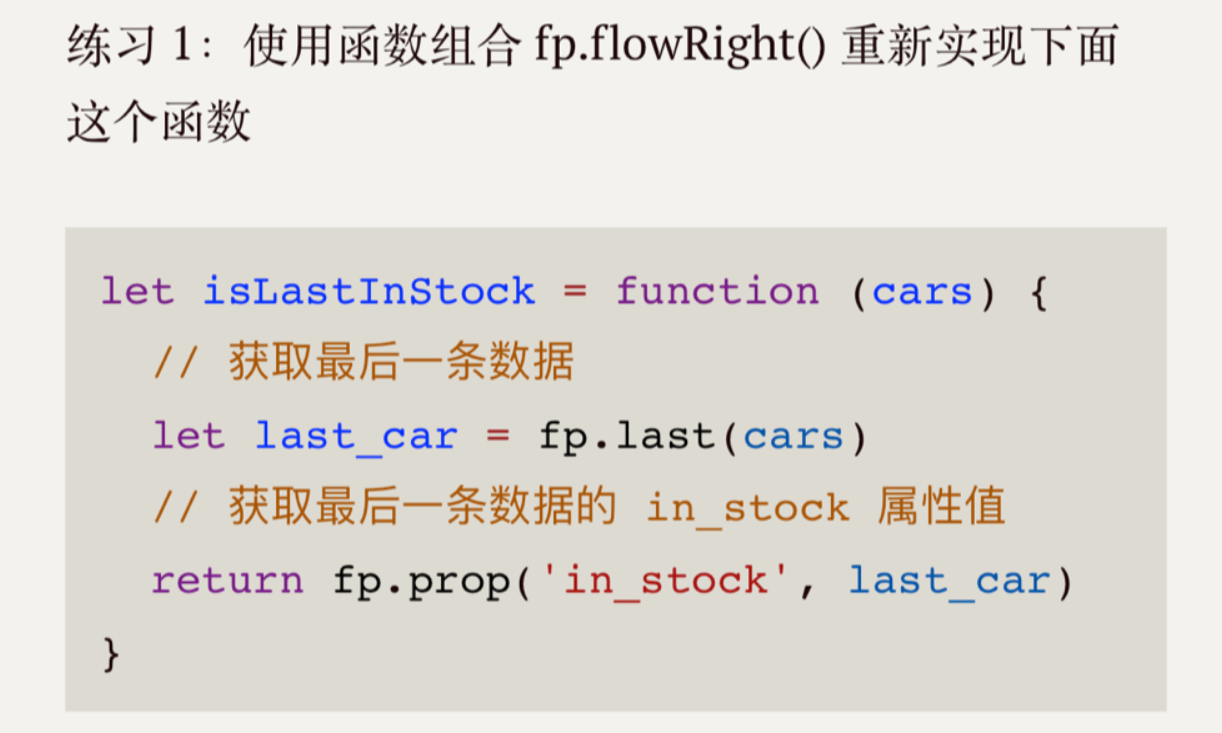 练习 1：使用函数组合 fp.flowRight() 重新实现下面
这个函数
let isLastInStock = function (cars) {
  // 获取最后一条数据
  let last_car = fp.last(cars)
  // 获取最后一条数据的 in_stock 属性值
  return fp.prop('in_stock', last_car)
}